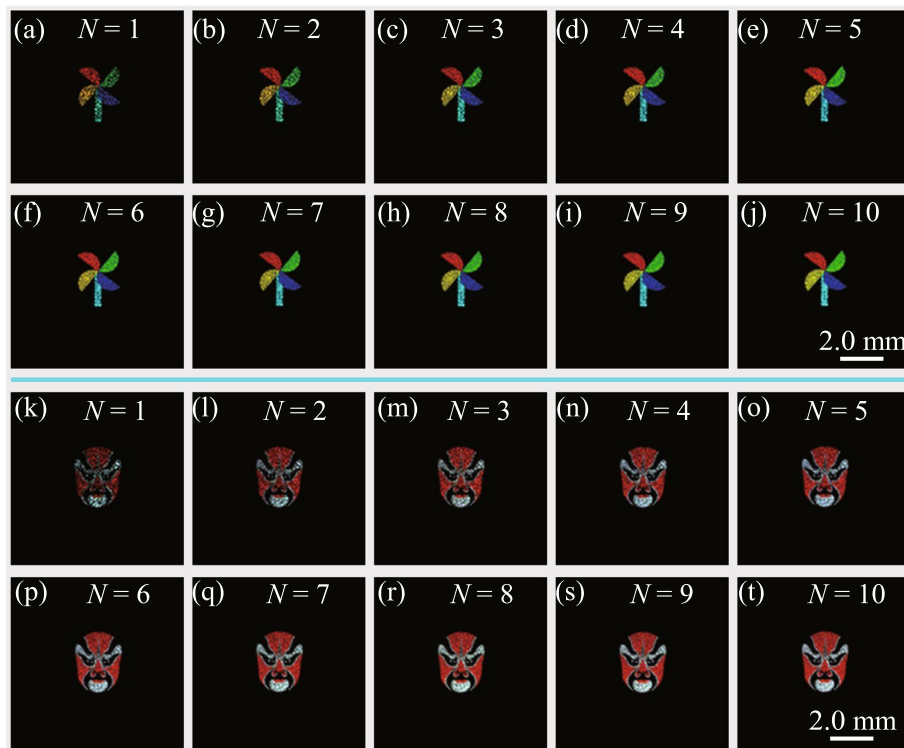 (a) N = 1
(b) N = 2
(c) N = 3
(d) N = 4
(e) N = 5
(f) N = 6
(g) N = 7
(h) N = 8
(i) N = 9
(j) N = 10
2.0 mm
(k) N = 1
(l) N = 2
(m) N = 3
(n) N = 4
(o) N = 5
(p) N = 6
(q) N = 7
(r) N = 8
(s) N = 9
(t) N = 10
2.0 mm